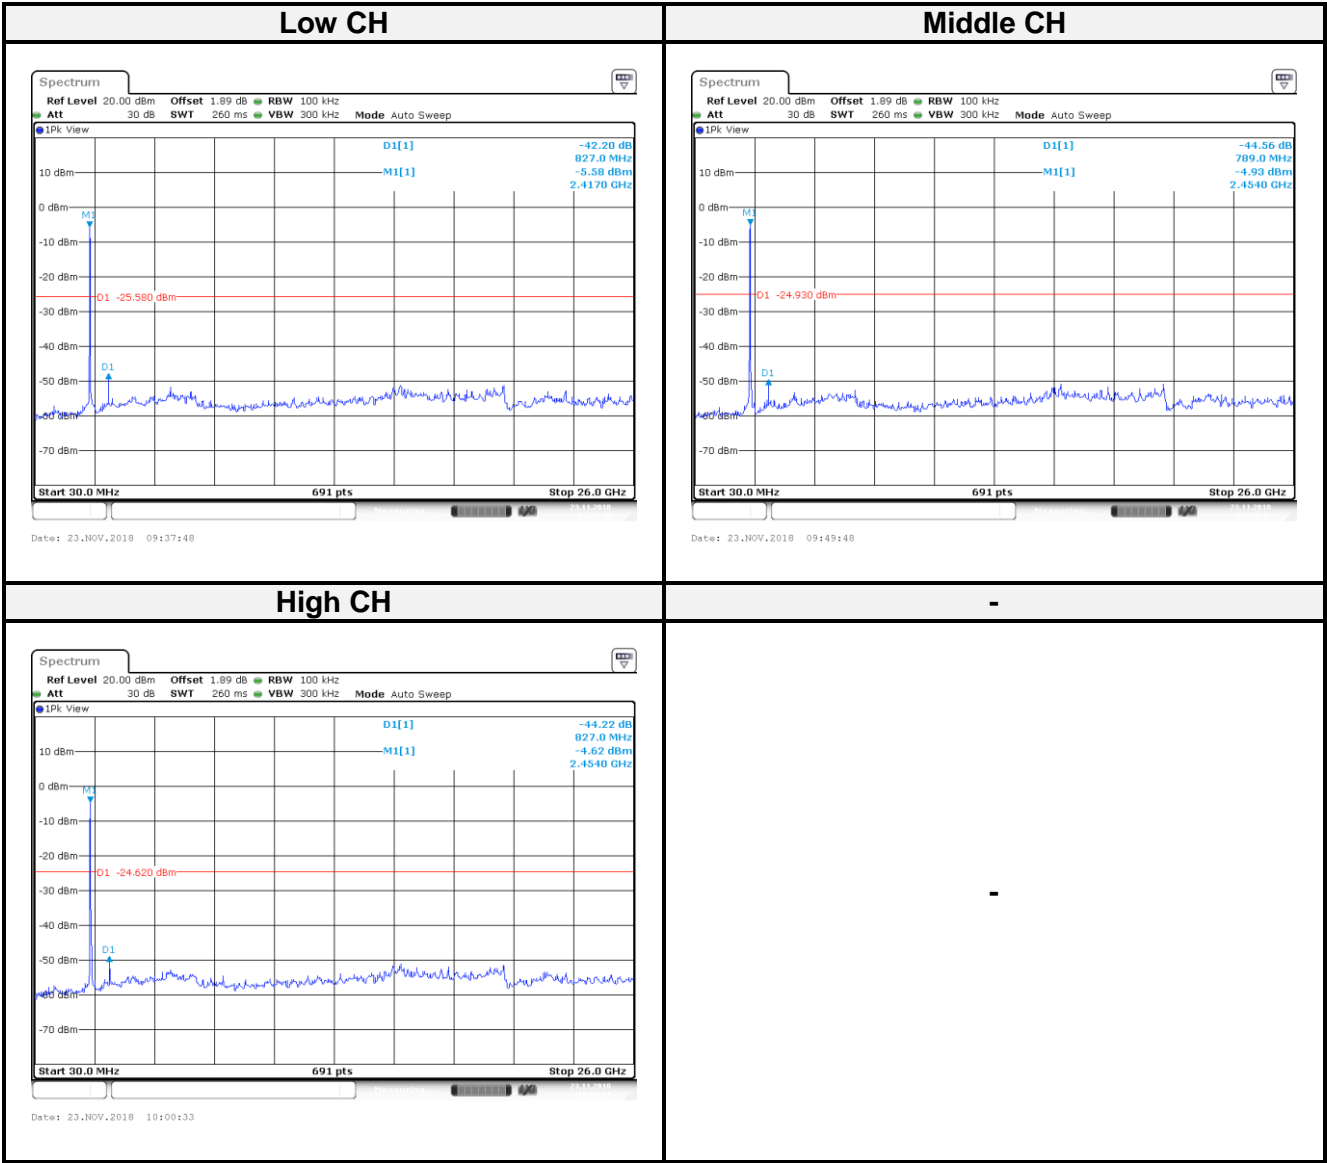 Low CH
Middle CH
Spectrum
Ref Level 20.00 dBm Offset 1.89 dB RBW 100 kHz
Att 30 dB SWT 260 ms VBW 300 kHz Mode Auto Sweep
1Pk View
D1[1] -42.20 dB
827.0 MHz
10 dBm M1[1] -5.58 dBm
2.4170 GHz
0 dBm
M1
-10 dBm
-20 dBm
D1 -25.580 dBm
-30 dBm
-40 dBm
D1
-50 dBm
-60 dBm
-70 dBm
Start 30.0 MHz 691 pts Stop 26.0 GHz
Date: 23.NOV.2018 09:37:48
Spectrum
Ref Level 20.00 dBm Offset 1.89 dB RBW 100 kHz
Att 30 dB SWT 260 ms VBW 300 kHz Mode Auto Sweep
1Pk View
D1[1] -44.56 dB
789.0 MHz
10 dBm M1[1] -4.93 dBm
2.4540 GHz
0 dBm
M1
-10 dBm
-20 dBm
D1 -24.930 dBm
-30 dBm
-40 dBm
D1
-50 dBm
-60 dBm
-70 dBm
Start 30.0 MHz 691 pts Stop 26.0 GHz
Date: 23.NOV.2018 09:49:48
High CH
-
Spectrum
Ref Level 20.00 dBm Offset 1.89 dB RBW 100 kHz
Att 30 dB SWT 260 ms VBW 300 kHz Mode Auto Sweep
1Pk View
D1[1] -44.22 dB
827.0 MHz
10 dBm M1[1] -4.62 dBm
2.4540 GHz
0 dBm
M1
-10 dBm
-20 dBm
D1 -24.620 dBm
-30 dBm
-40 dBm
D1
-50 dBm
-60 dBm
-70 dBm
Start 30.0 MHz 691 pts Stop 26.0 GHz
Date: 23.NOV.2018 10:00:33
-